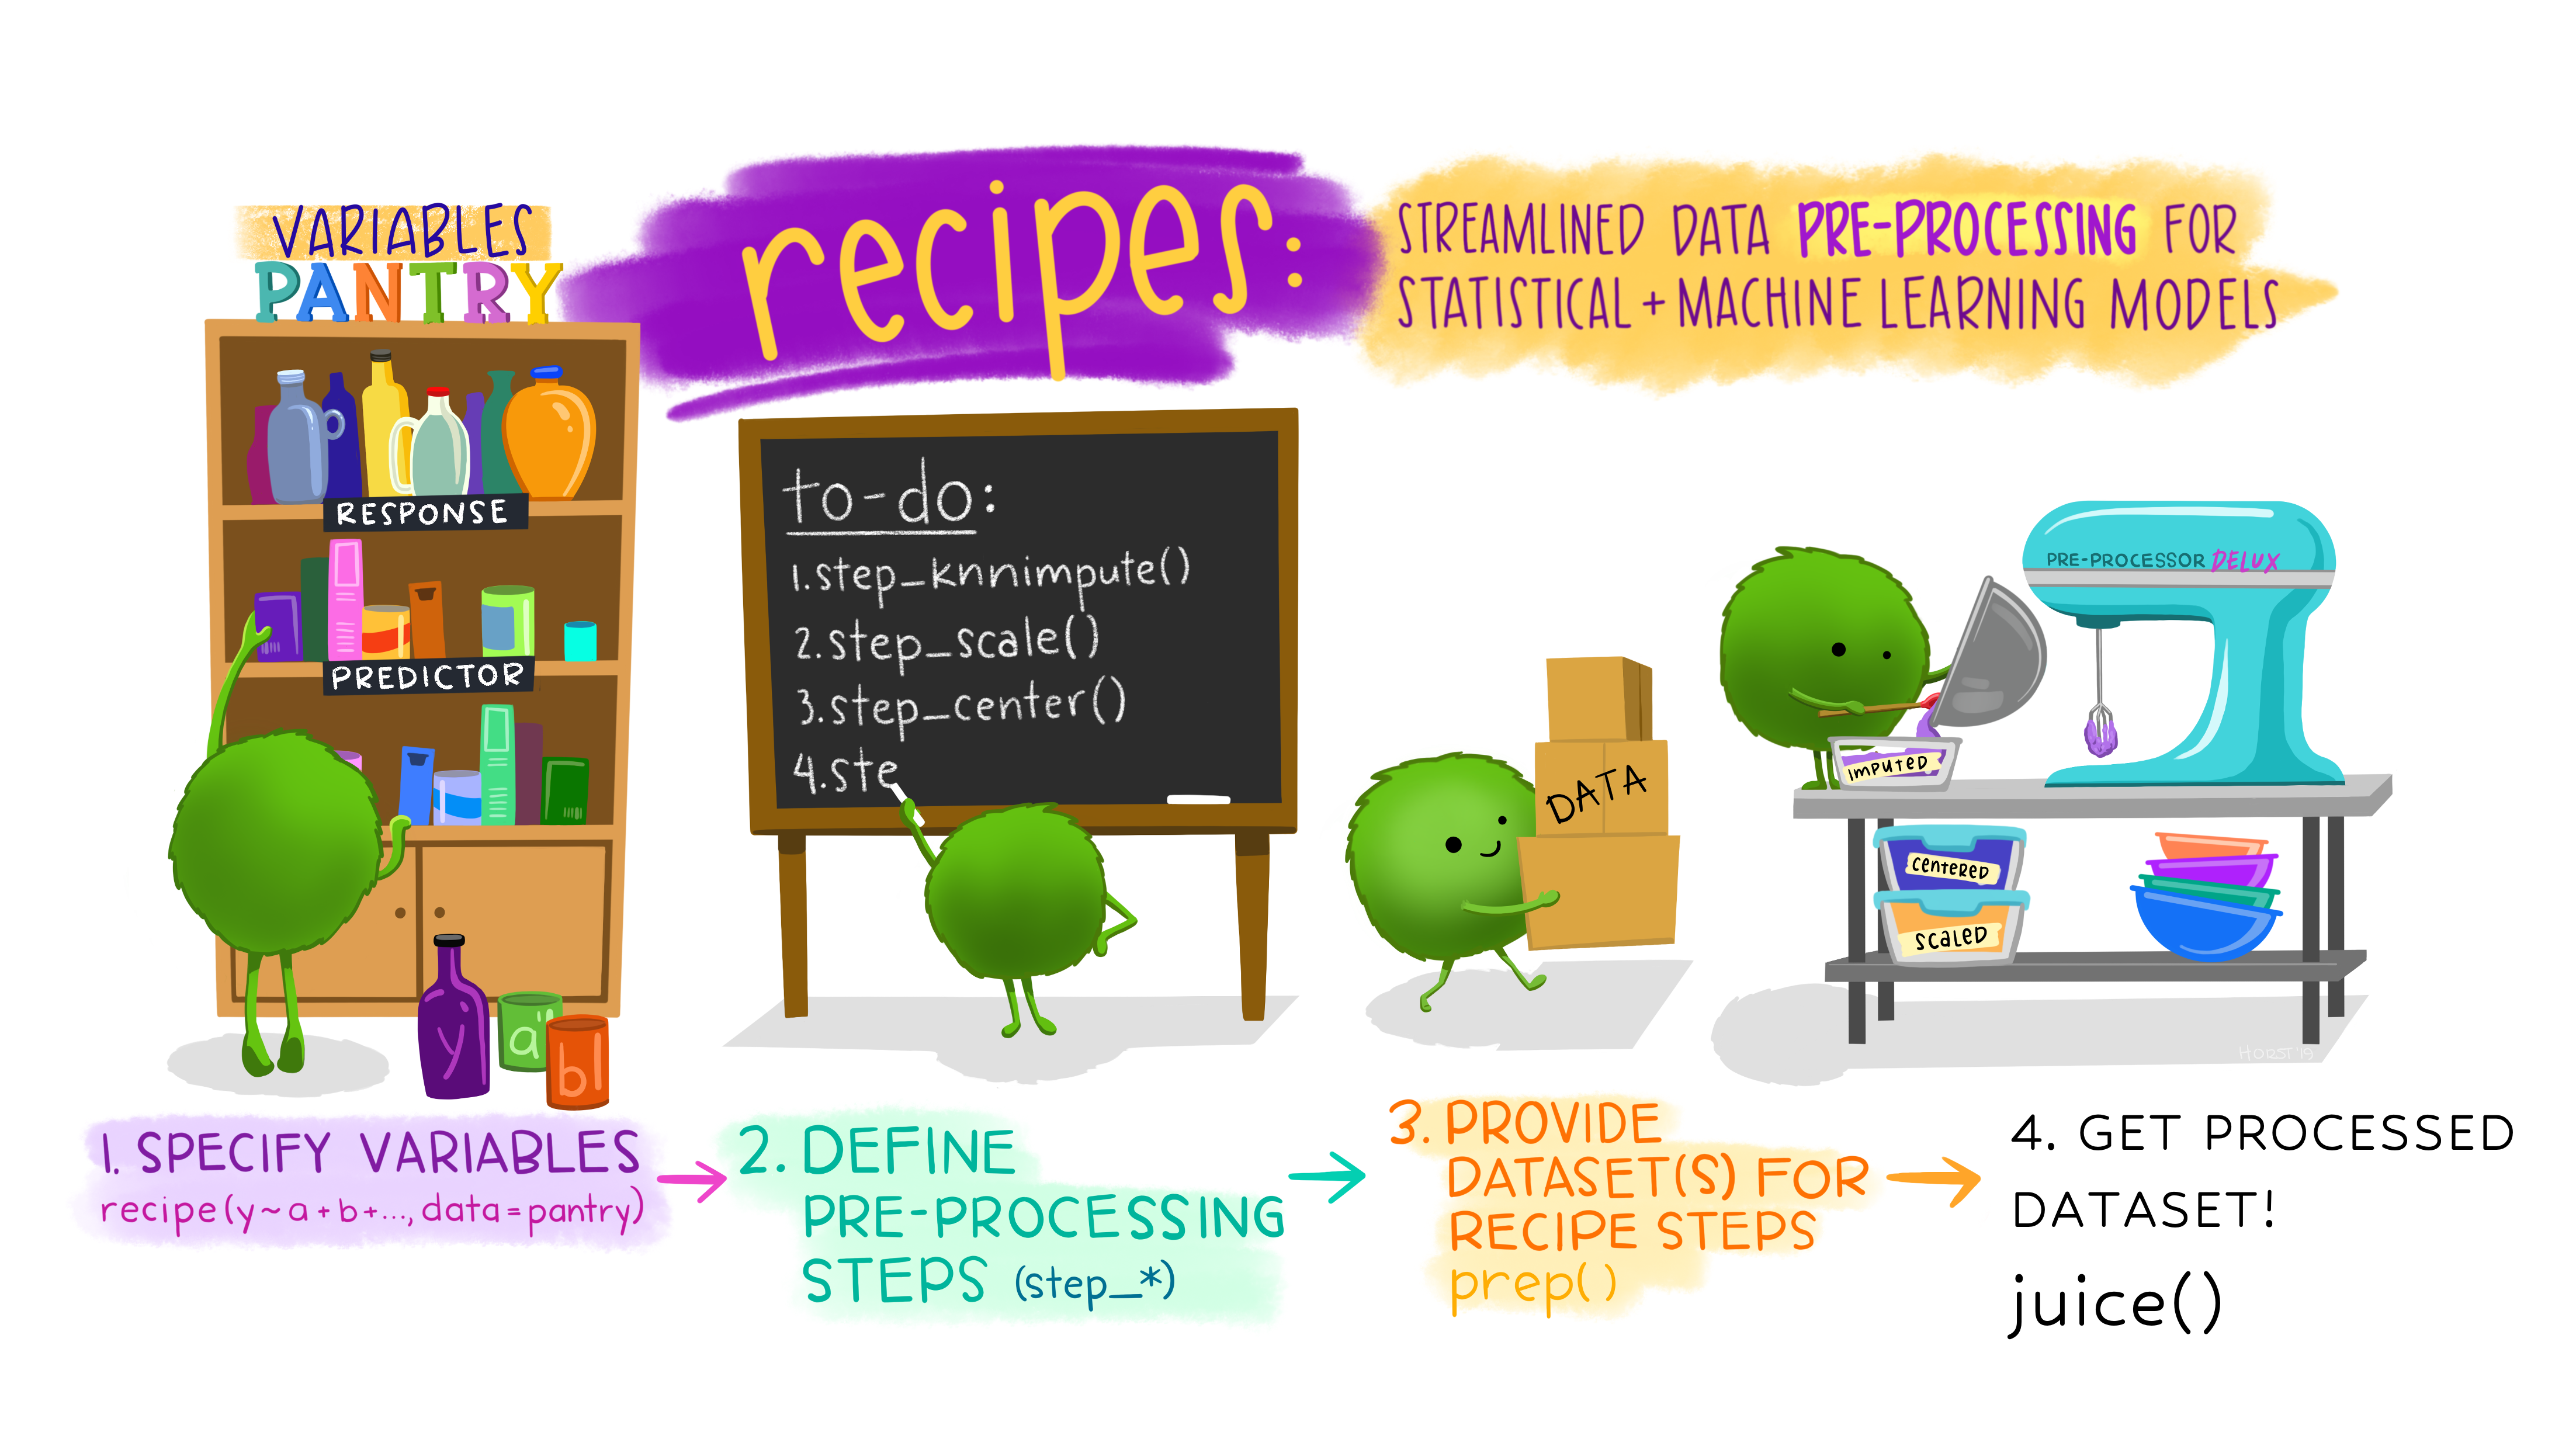 VARIABLES
PANTRY
recipes:
STREAMLINED DATA PRE-PROCESSING FOR
STATISTICAL + MACHINE LEARNING MODELS
RESPONSE
PREDICTOR
y
a
b
to-do:
1.step_knnimpute()
2.step_scale()
3.step_center()
4.ste
DATA
PRE-PROCESSOR DELUX
IMPUTED
CENTERED
SCALED
HORST '19
1. SPECIFY VARIABLES
recipe(y~a+b+..., data=pantry)
2. DEFINE
PRE-PROCESSING
STEPS (step_*)
3. PROVIDE
DATASET(S) FOR
RECIPE STEPS
prep()
4. GET PROCESSED
DATASET!
juice()